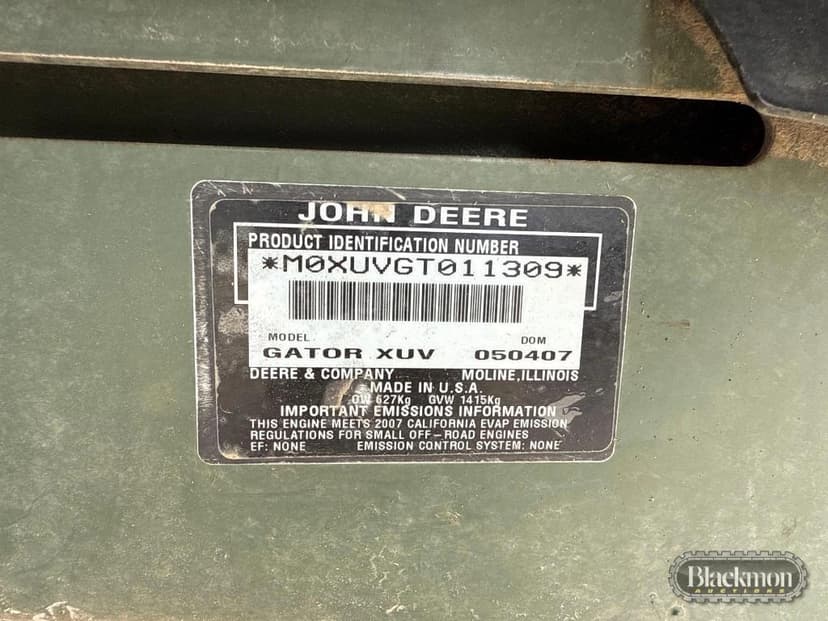 JOHN DEERE
PRODUCT IDENTIFICATION NUMBER
*M0XUVGT011309*
MODEL DOM
GATOR XUV 050407
DEERE & COMPANY MOLINE, ILLINOIS
MADE IN U.S.A.
GW 627Kg GVW 1415Kg
IMPORTANT EMISSIONS INFORMATION
THIS ENGINE MEETS 2007 CALIFORNIA EVAP EMISSION
REGULATIONS FOR SMALL OFF-ROAD ENGINES
EF: NONE EMISSION CONTROL SYSTEM: NONE
Blackmon
AUCTIONS